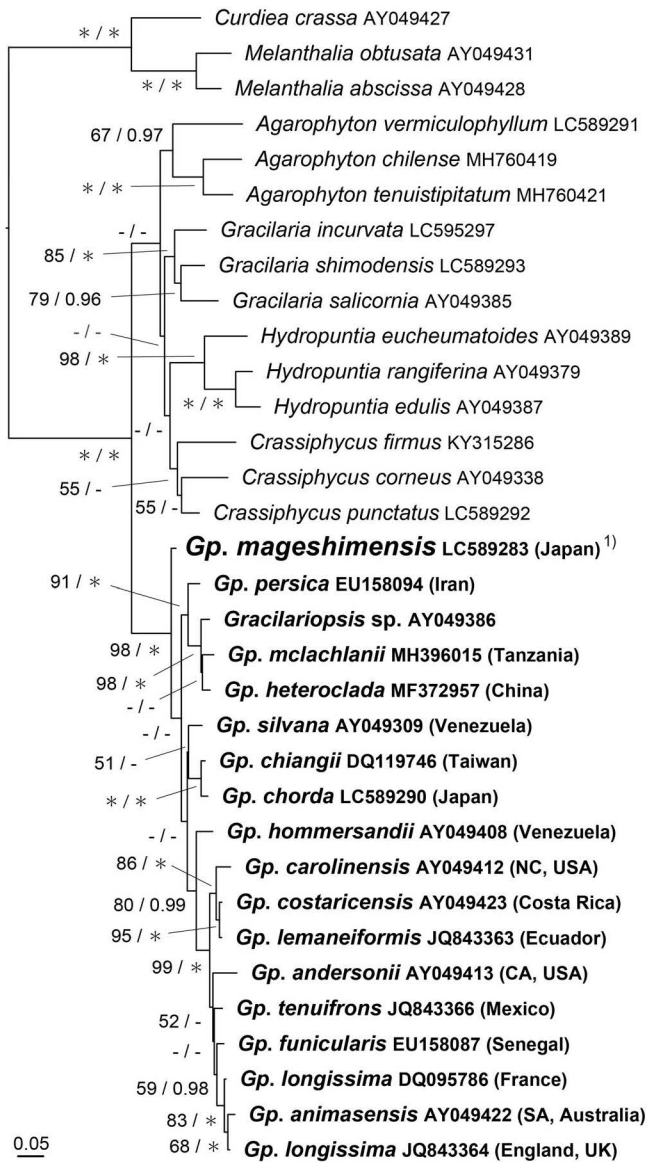 * / *
Curdiea crassa AY049427
Melanthalia obtusata AY049431
* / *
Melanthalia abscissa AY049428
Agarophyton vermiculophyllum LC589291
67 / 0.97
Agarophyton chilense MH760419
* / *
Agarophyton tenuistipitatum MH760421
- / -
Gracilaria incurvata LC595297
85 / *
Gracilaria shimodensis LC589293
79 / 0.96
Gracilaria salicornia AY049385
- / -
Hydropuntia eucheumatoides AY049389
98 / *
Hydropuntia rangiferina AY049379
* / *
Hydropuntia edulis AY049387
- / -
Crassiphycus firmus KY315286
* / *
55 / -
Crassiphycus corneus AY049338
55 / -
Crassiphycus punctatus LC589292
Gp. mageshimensis LC589283 (Japan) 1)
91 / *
Gp. persica EU158094 (Iran)
Gracilariopsis sp. AY049386
98 / *
Gp. mclachlanii MH396015 (Tanzania)
98 / *
Gp. heteroclada MF372957 (China)
- / -
- / -
Gp. silvana AY049309 (Venezuela)
51 / -
Gp. chiangii DQ119746 (Taiwan)
* / *
Gp. chorda LC589290 (Japan)
- / -
Gp. hommersandii AY049408 (Venezuela)
86 / *
Gp. carolinensis AY049412 (NC, USA)
80 / 0.99
Gp. costaricensis AY049423 (Costa Rica)
95 / *
Gp. lemaneiformis JQ843363 (Ecuador)
99 / *
Gp. andersonii AY049413 (CA, USA)
Gp. tenuifrons JQ843366 (Mexico)
52 / -
Gp. funicularis EU158087 (Senegal)
- / -
Gp. longissima DQ095786 (France)
59 / 0.98
Gp. animasensis AY049422 (SA, Australia)
83 / *
Gp. longissima JQ843364 (England, UK)
68 / *
0.05